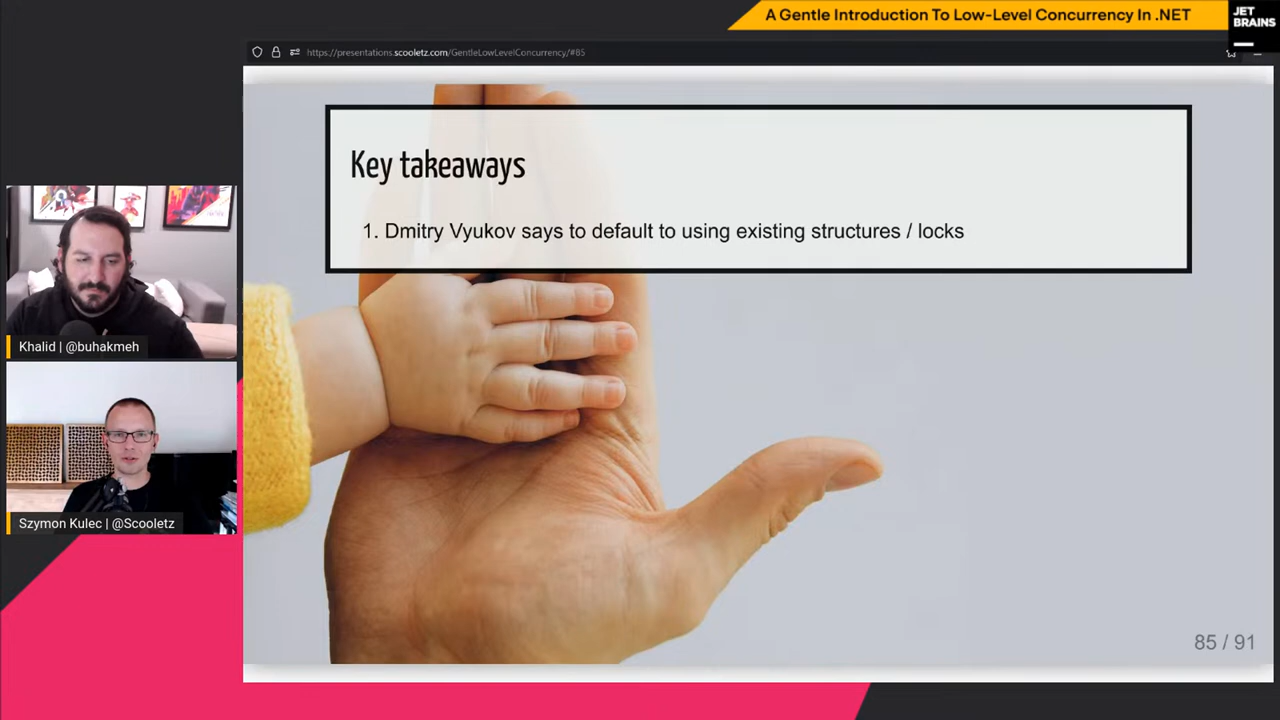 A Gentle Introduction To Low-Level Concurrency In .NET
JET
BRAINS
https://presentations.scooletz.com/GentleLowLevelConcurrency/#85
Key takeaways
1. Dmitry Vyukov says to default to using existing structures / locks
Khalid | @buhakmeh
Szymon Kulec | @Scooletz
85 / 91